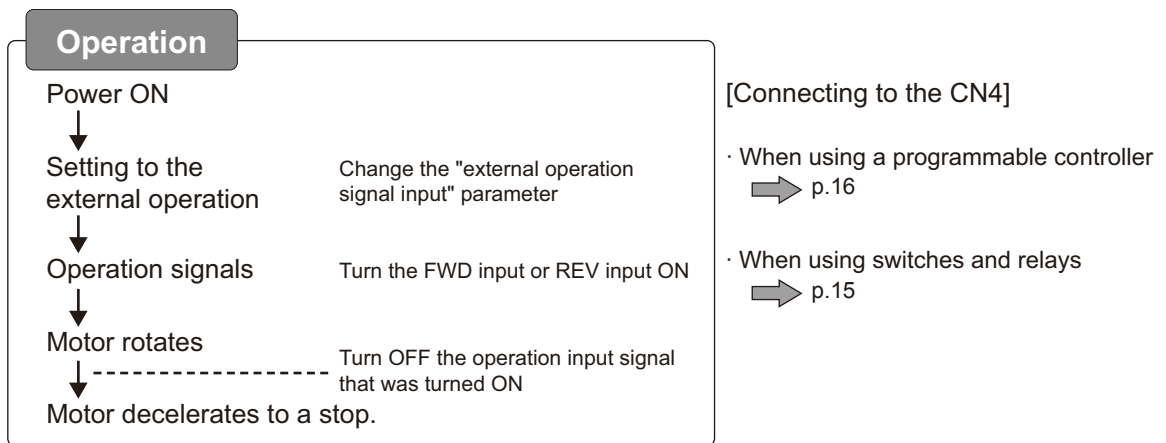 Operation
Power ON
Setting to the
external operation
Change the "external operation
signal input" parameter
Operation signals
Turn the FWD input or REV input ON
Motor rotates
Turn OFF the operation input signal
that was turned ON
Motor decelerates to a stop.
[Connecting to the CN4]
· When using a programmable controller
p.16
· When using switches and relays
p.15